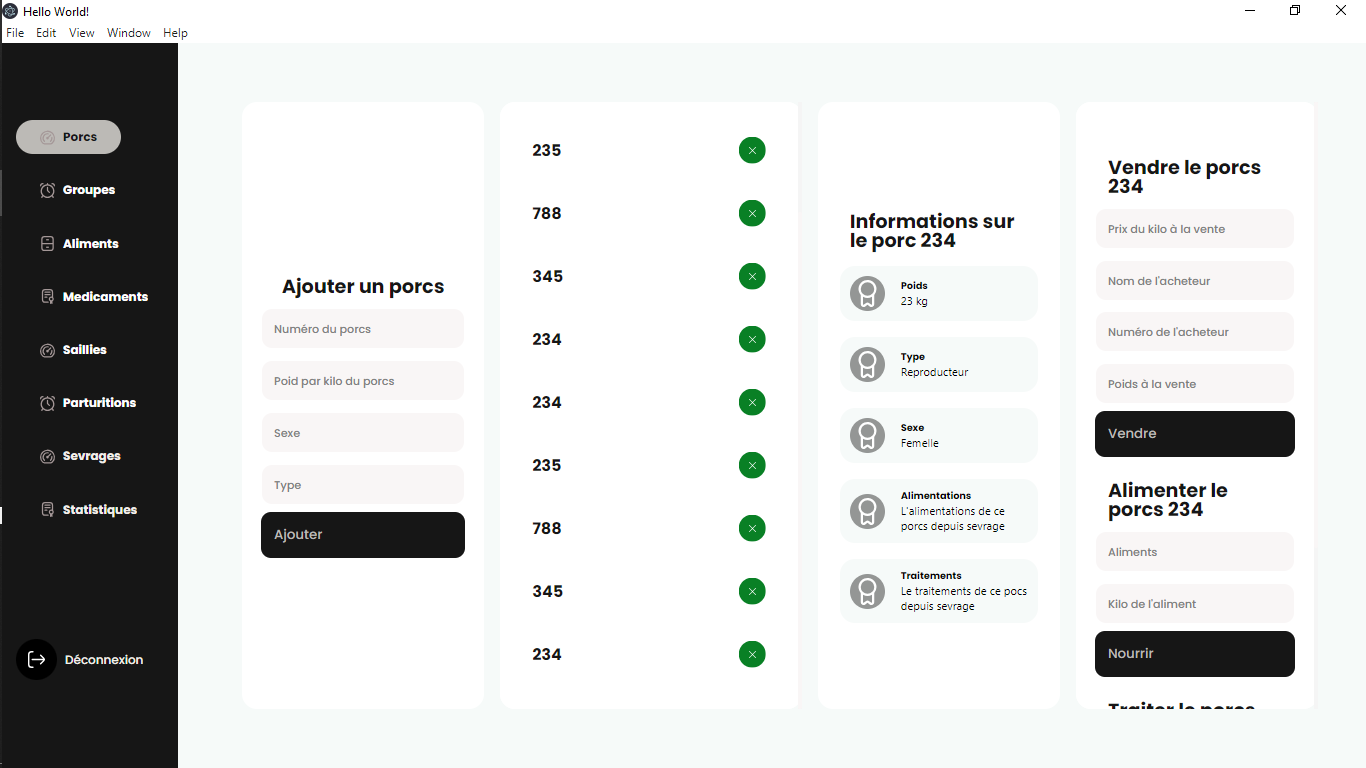 Hello World!
File Edit View Window Help
Porcs
Groupes
Aliments
Medicaments
Saillies
Parturitions
Sevrages
Statistiques
Déconnexion
Ajouter un porcs
Numéro du porcs
Poid par kilo du porcs
Sexe
Type
Ajouter
235
788
345
234
234
235
788
345
234
Informations sur
le porc 234
Poids
23 kg
Type
Reproducteur
Sexe
Femelle
Alimentations
L'alimentations de ce
porcs depuis sevrage
Traitements
Le traitements de ce pocs
depuis sevrage
Vendre le porcs
234
Prix du kilo à la vente
Nom de l'acheteur
Numéro de l'acheteur
Poids à la vente
Vendre
Alimenter le
porcs 234
Aliments
Kilo de l'aliment
Nourrir
Traiter le porcs